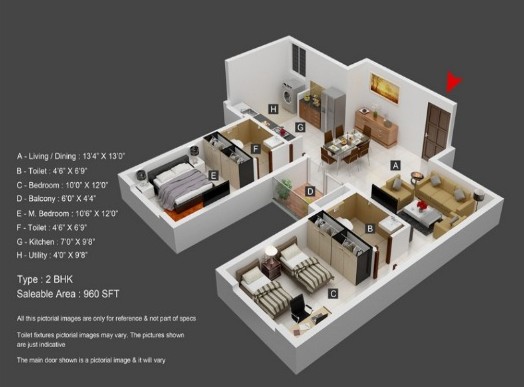 A - Living / Dining : 13'4" X 13'0"
B - Toilet : 4'6" X 6'9"
C - Bedroom : 10'0" X 12'0"
D - Balcony : 6'0" X 4'4"
E - M. Bedroom : 10'6" X 12'0"
F - Toilet : 4'6" X 6'9"
G - Kitchen : 7'0" X 9'8"
H - Utility : 4'0" X 9'8"
Type : 2 BHK
Saleable Area : 960 SFT
All this pictorial images are only for reference & not part of specs
Toilet fixtures pictorial images may vary. The pictures shown
are just indicative
The main door shown is a pictorial image & it will vary
H
G
F
A
E
D
B
C